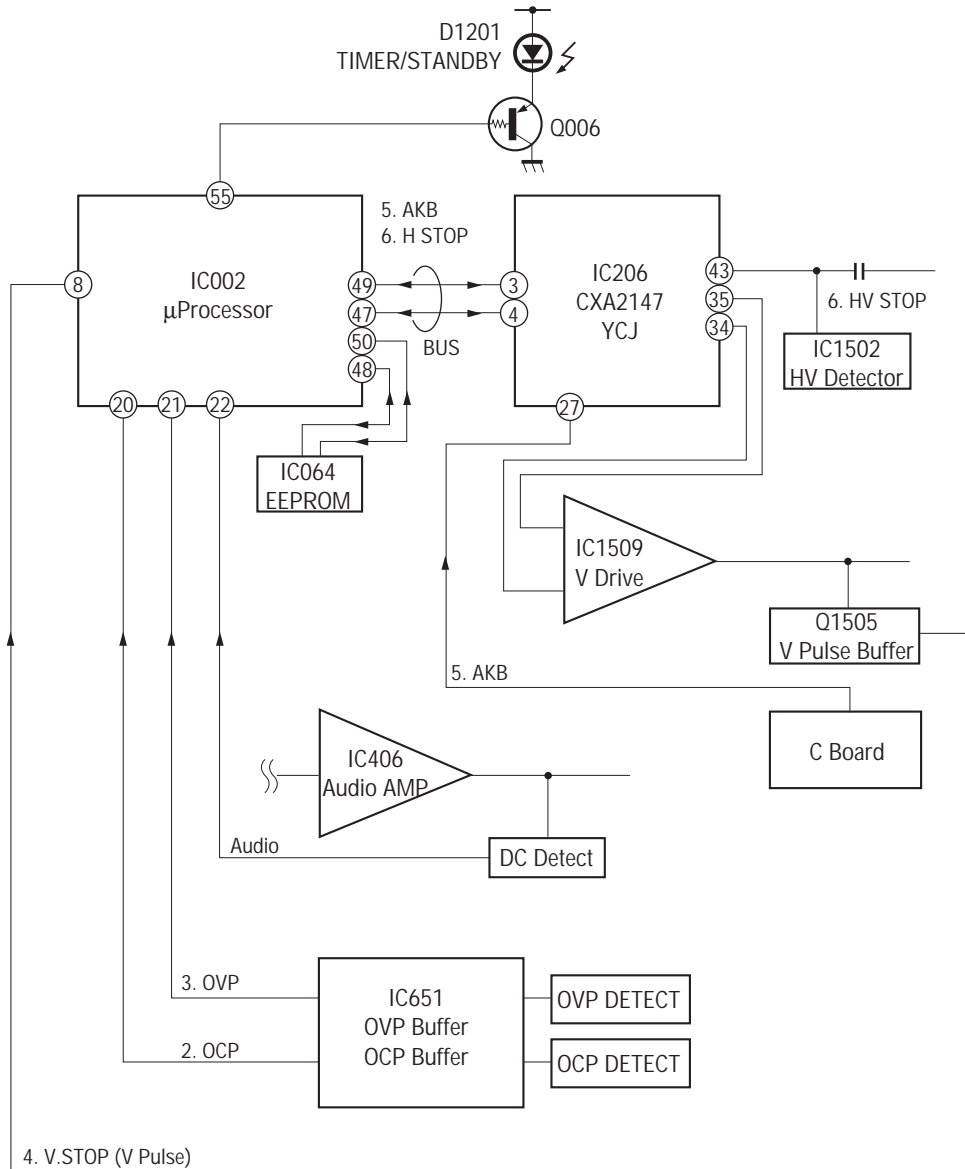 D1201
TIMER/STANDBY
Q006
55
5. AKB
6. H STOP
8
IC002
μProcessor
49
47
50
48
BUS
3
4
IC206
CXA2147
YCJ
43
35
34
6. HV STOP
IC1502
HV Detector
20
21
22
27
IC064
EEPROM
IC1509
V Drive
Q1505
V Pulse Buffer
5. AKB
C Board
IC406
Audio AMP
Audio
DC Detect
3. OVP
2. OCP
IC651
OVP Buffer
OCP Buffer
OVP DETECT
OCP DETECT
4. V.STOP (V Pulse)